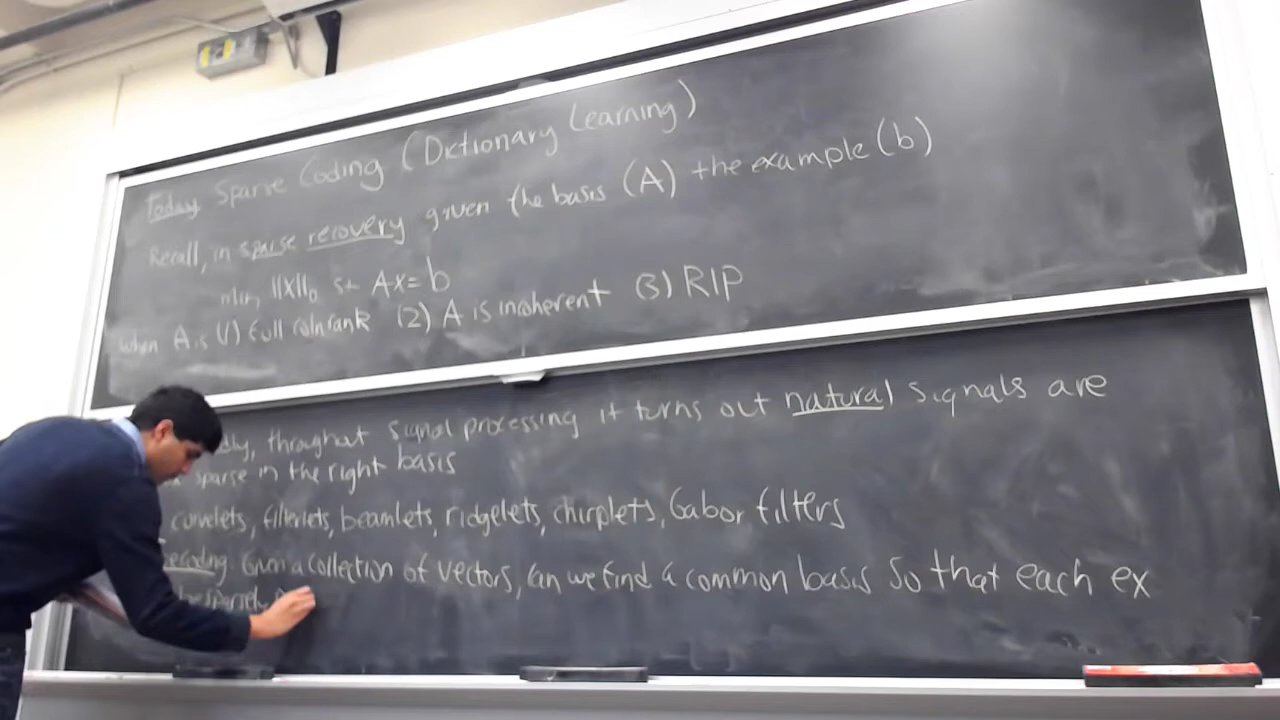 Today Sparse Coding (Dictionary Learning)
Recall, in sparse recovery given the basis (A) the example (b)
min ||x||₀ st Ax = b
when A is (1) full coln rank (2) A is incoherent (3) RIP
throughout signal processing it turns out natural signals are
sparse in the right basis
curvelets, beamlets, ridgelets, chirplets, Gabor filters
Given a collection of vectors, can we find a common basis so that each ex